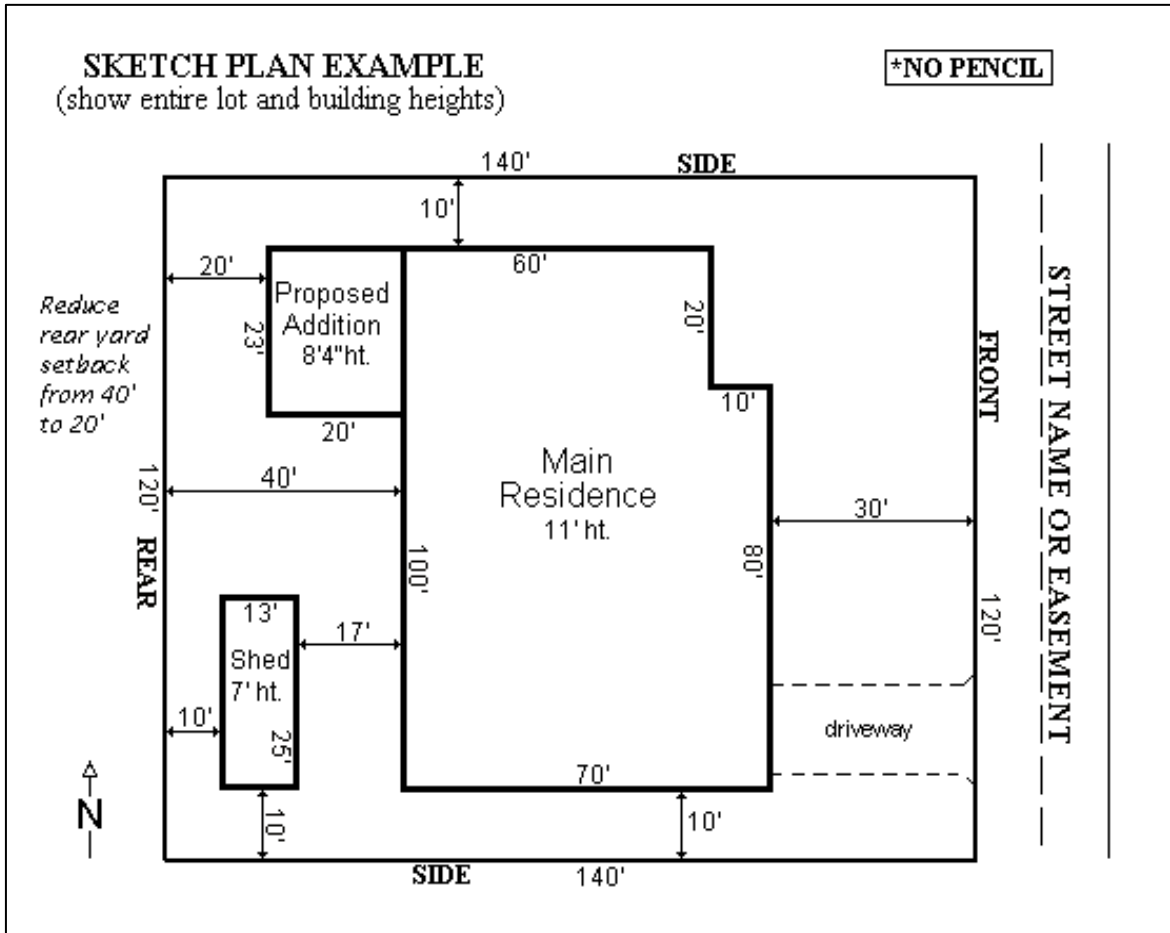 SKETCH PLAN EXAMPLE
(show entire lot and building heights)
*NO PENCIL
140'
SIDE
10'
20'
60'
Proposed
Addition
8'4"ht.
23'
20'
Reduce
rear yard
setback
from 40'
to 20'
20'
10'
FRONT
STREET NAME OR EASEMENT
40'
120'
REAR
Main
Residence
11' ht.
30'
100'
80'
120'
13'
Shed
7' ht.
17'
10'
25'
driveway
70'
10'
10'
N
SIDE
140'